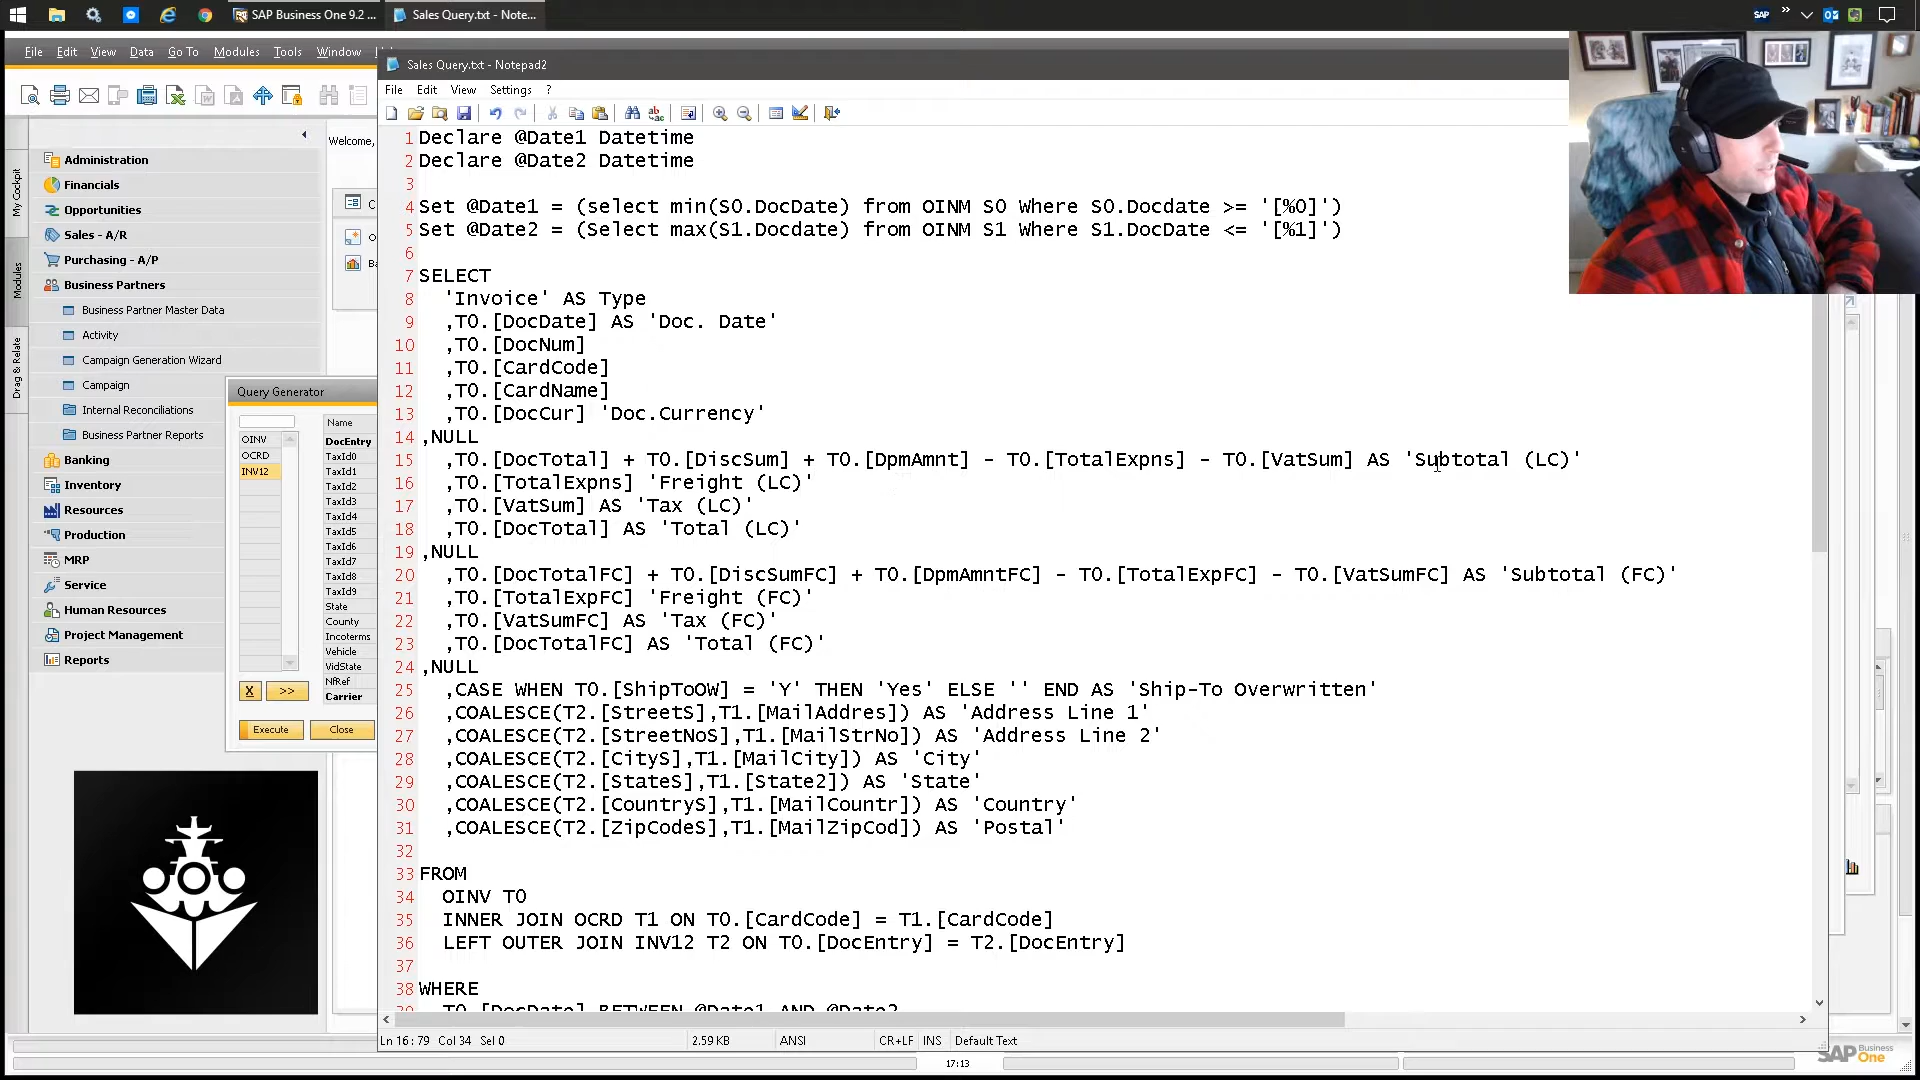 SAP Business One 9.2 ...
Sales Query.txt - Note...
SAP
File Edit View Data Go To Modules Tools Window
Sales Query.txt - Notepad2
File Edit View Settings ?
My Cockpit
Modules
Drag & Relate
Welcome,
Administration
Financials
Opportunities
Sales - A/R
Purchasing - A/P
Business Partners
Business Partner Master Data
Activity
Campaign Generation Wizard
Campaign
Internal Reconciliations
Business Partner Reports
Banking
Inventory
Resources
Production
MRP
Service
Human Resources
Project Management
Reports
Query Generator
OINV
OCRD
INV12
Name
DocEntry
TaxId0
TaxId1
TaxId2
TaxId3
TaxId4
TaxId5
TaxId6
TaxId7
TaxId8
TaxId9
State
County
Incoterms
Vehicle
VidState
NfRef
Carrier
X >>
Execute Close
1 Declare @Date1 Datetime
2 Declare @Date2 Datetime
3
4 Set @Date1 = (select min(S0.DocDate) from OINM S0 Where S0.Docdate >= '[%0]')
5 Set @Date2 = (Select max(S1.Docdate) from OINM S1 Where S1.DocDate <= '[%1]')
6
7 SELECT
8 'Invoice' AS Type
9 ,T0.[DocDate] AS 'Doc. Date'
10 ,T0.[DocNum]
11 ,T0.[CardCode]
12 ,T0.[CardName]
13 ,T0.[DocCur] 'Doc.Currency'
14 ,NULL
15 ,T0.[DocTotal] + T0.[DiscSum] + T0.[DpmAmnt] - T0.[TotalExpns] - T0.[VatSum] AS 'Subtotal (LC)'
16 ,T0.[TotalExpns] 'Freight (LC)'
17 ,T0.[VatSum] AS 'Tax (LC)'
18 ,T0.[DocTotal] AS 'Total (LC)'
19 ,NULL
20 ,T0.[DocTotalFC] + T0.[DiscSumFC] + T0.[DpmAmntFC] - T0.[TotalExpFC] - T0.[VatSumFC] AS 'Subtotal (FC)'
21 ,T0.[TotalExpFC] 'Freight (FC)'
22 ,T0.[VatSumFC] AS 'Tax (FC)'
23 ,T0.[DocTotalFC] AS 'Total (FC)'
24 ,NULL
25 ,CASE WHEN T0.[ShipToOW] = 'Y' THEN 'Yes' ELSE '' END AS 'Ship-To Overwritten'
26 ,COALESCE(T2.[StreetS],T1.[MailAddres]) AS 'Address Line 1'
27 ,COALESCE(T2.[StreetNoS],T1.[MailStrNo]) AS 'Address Line 2'
28 ,COALESCE(T2.[CityS],T1.[MailCity]) AS 'City'
29 ,COALESCE(T2.[StateS],T1.[State2]) AS 'State'
30 ,COALESCE(T2.[CountryS],T1.[MailCountr]) AS 'Country'
31 ,COALESCE(T2.[ZipCodeS],T1.[MailZipCod]) AS 'Postal'
32
33 FROM
34 OINV T0
35 INNER JOIN OCRD T1 ON T0.[CardCode] = T1.[CardCode]
36 LEFT OUTER JOIN INV12 T2 ON T0.[DocEntry] = T2.[DocEntry]
37
38 WHERE
39 T0.[DocDate] BETWEEN @Date1 AND @Date2
Ln 16 : 79 Col 34 Sel 0 2.59 KB ANSI CR+LF INS Default Text
17:13
SAP Business One